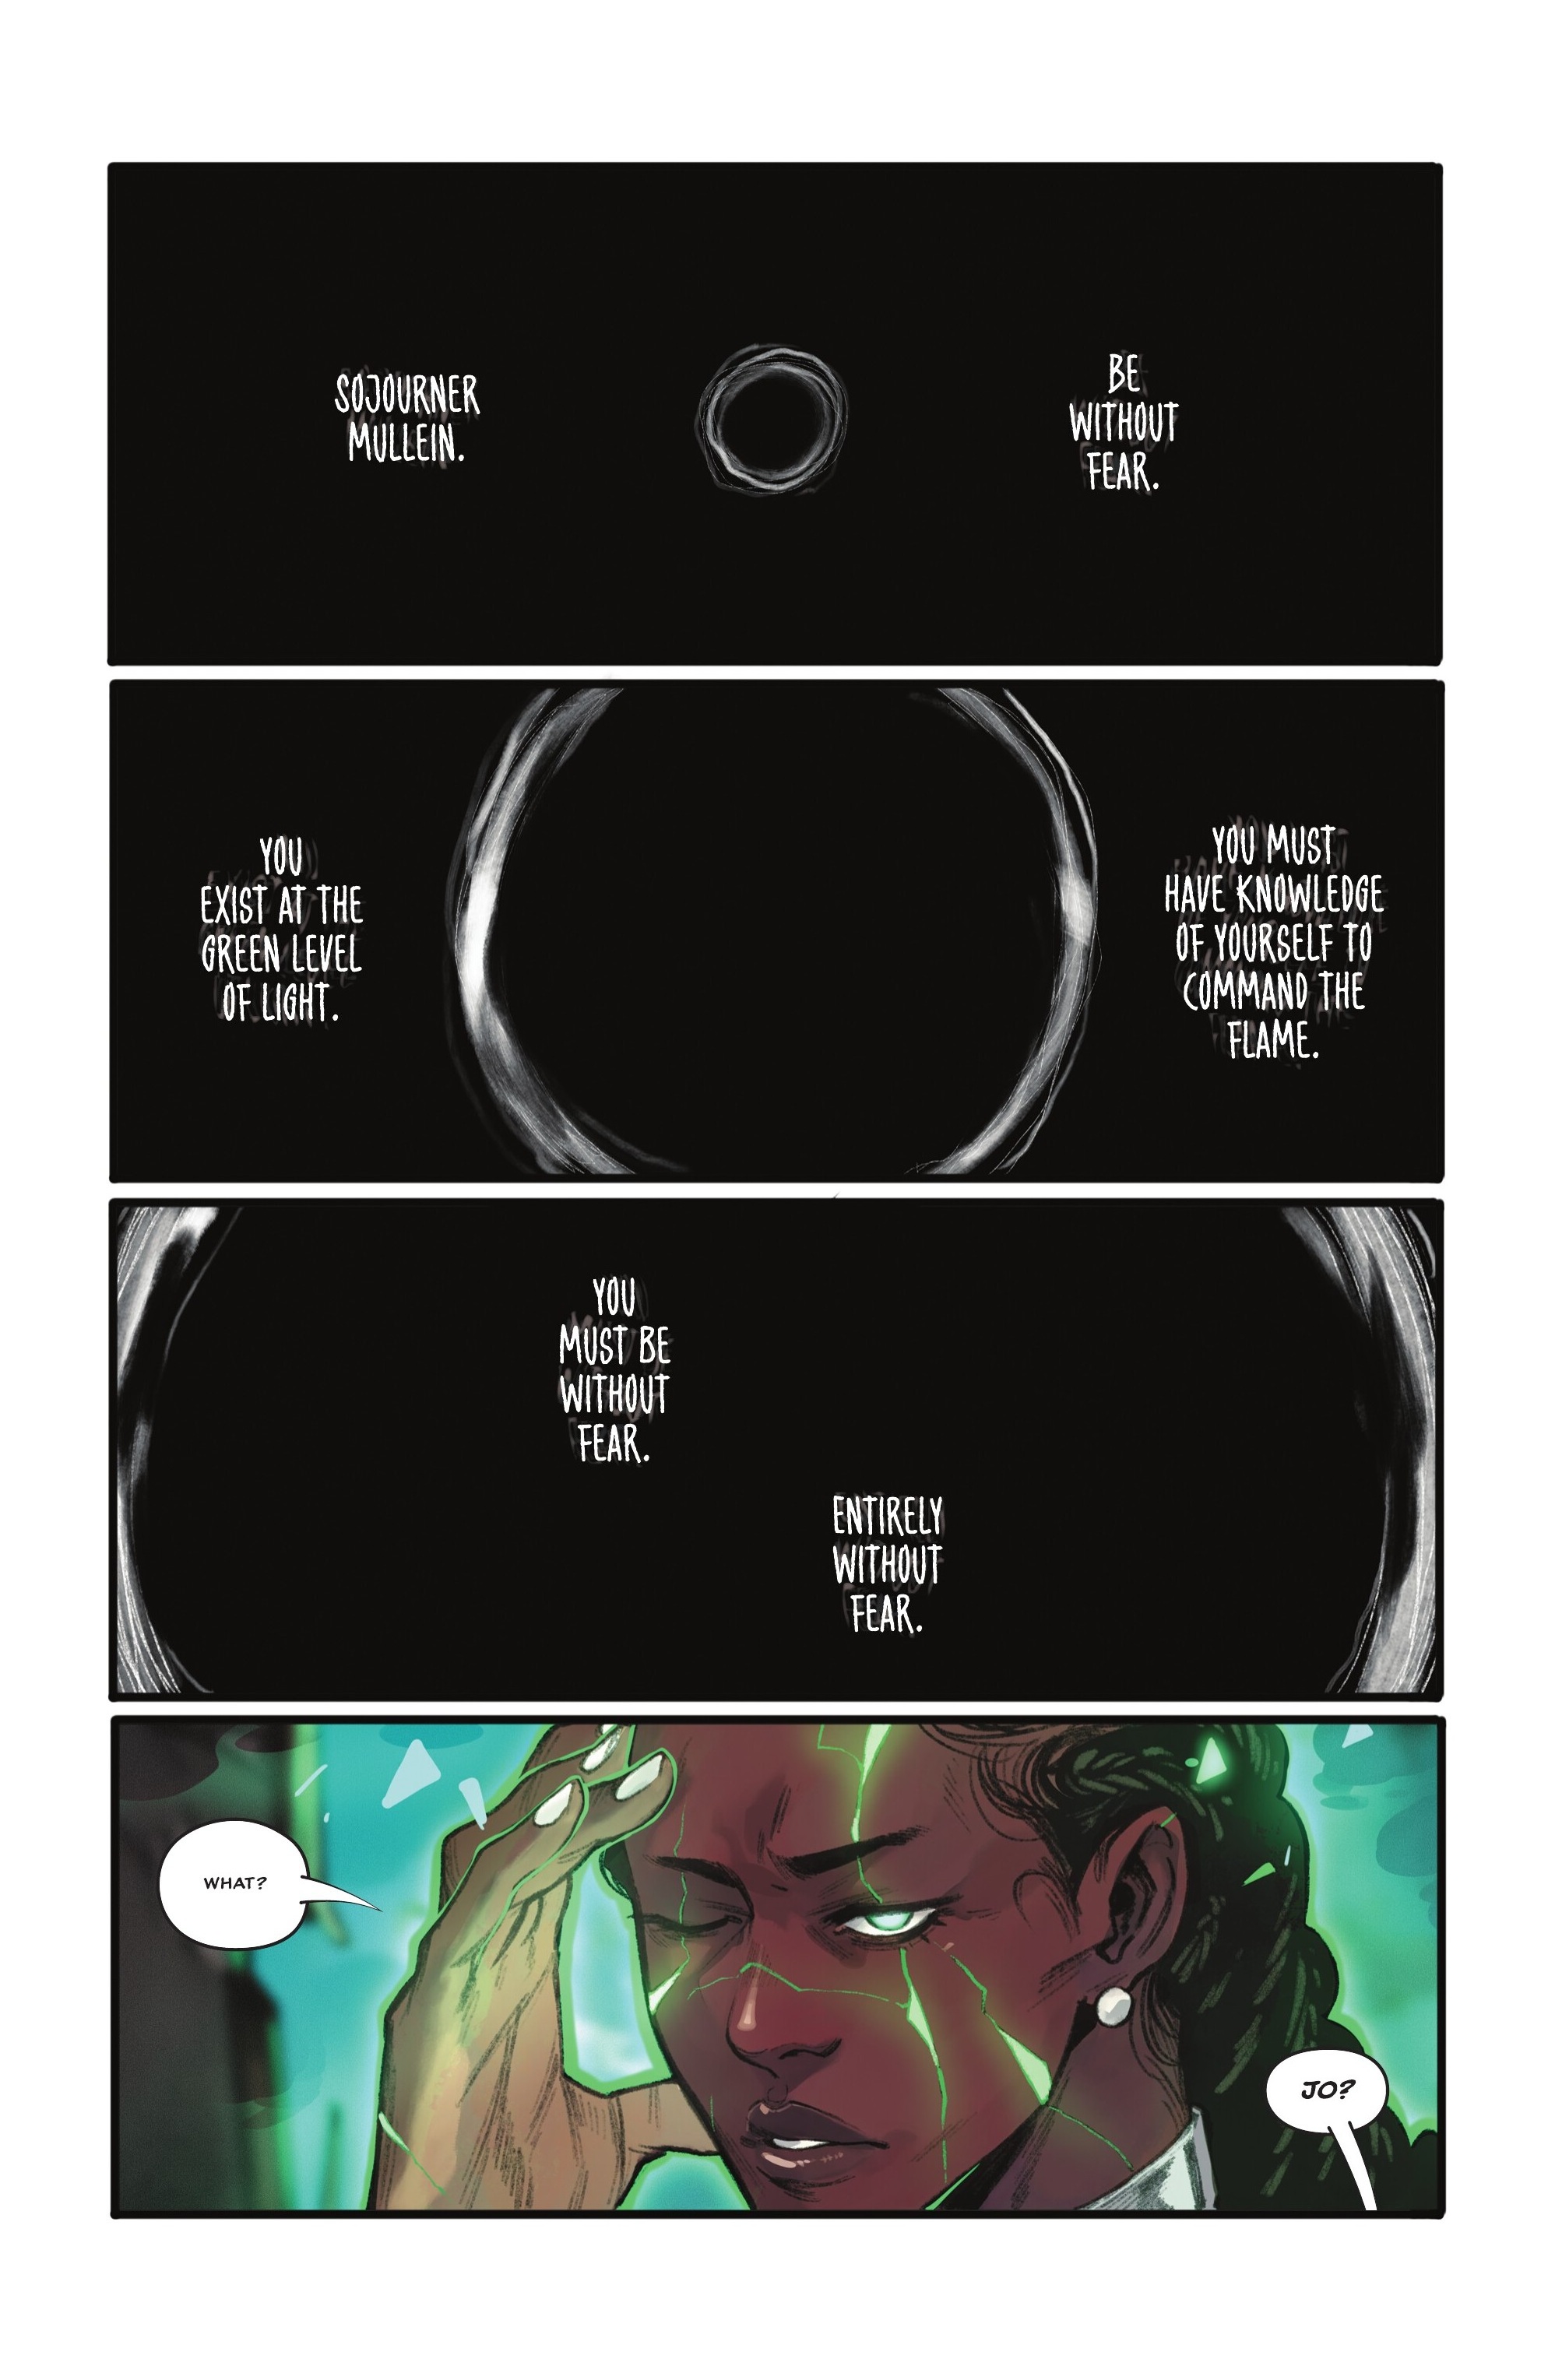 SOJOURNER
MULLEIN.
BE
WITHOUT
FEAR.
YOU
EXIST AT THE
GREEN LEVEL
OF LIGHT.
YOU MUST
HAVE KNOWLEDGE
OF YOURSELF TO
COMMAND THE
FLAME.
YOU
MUST BE
WITHOUT
FEAR.
ENTIRELY
WITHOUT
FEAR.
WHAT?
JO?